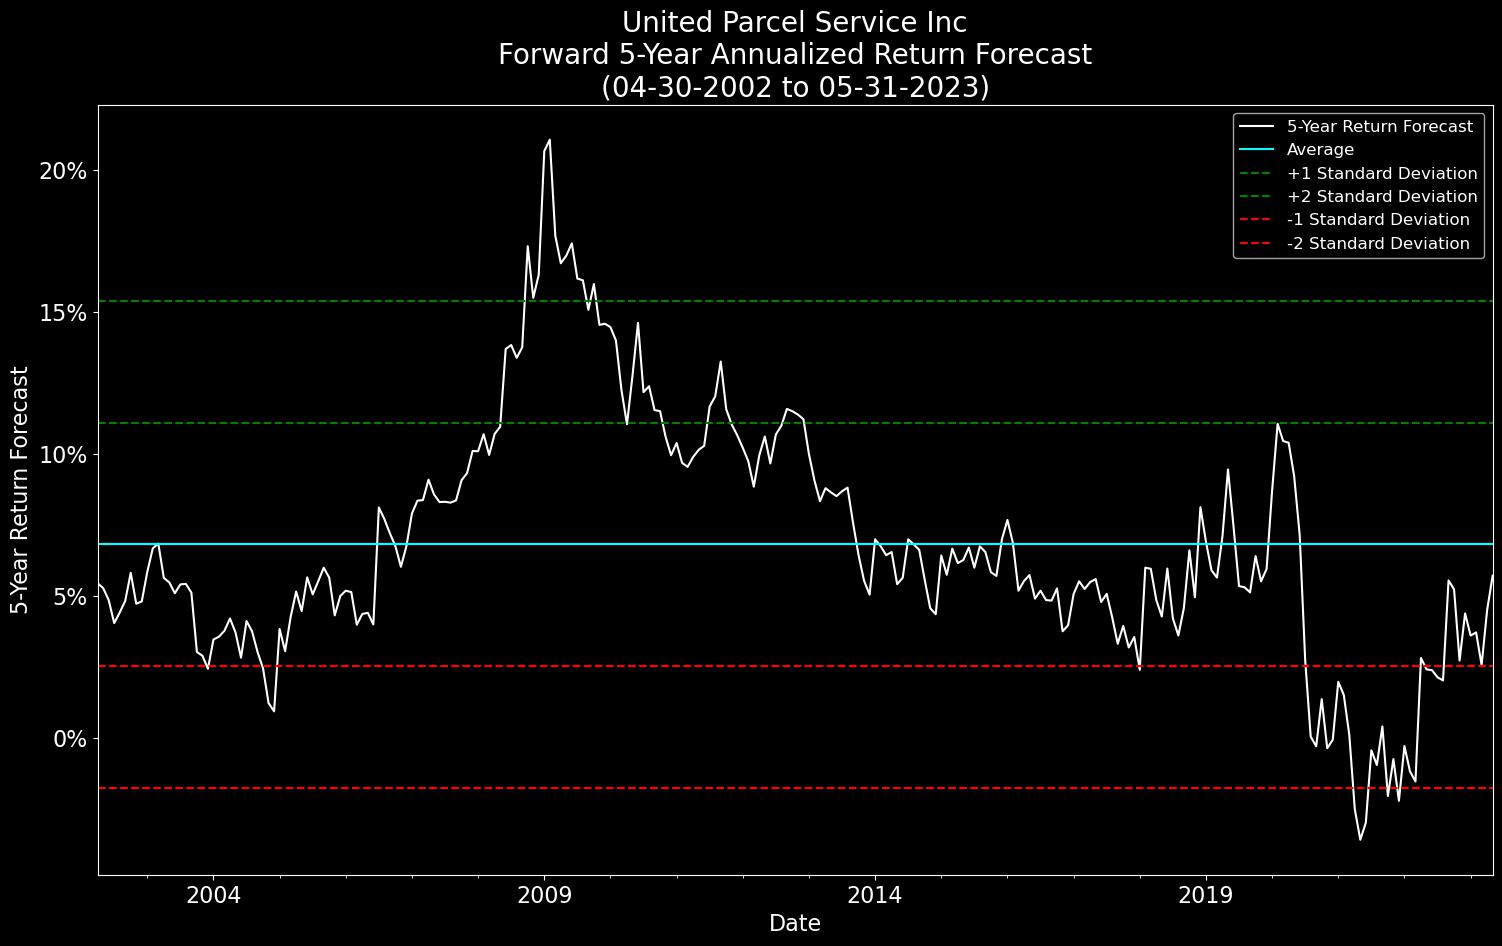 United Parcel Service Inc
Forward 5-Year Annualized Return Forecast
(04-30-2002 to 05-31-2023)
5-Year Return Forecast
Average
+1 Standard Deviation
+2 Standard Deviation
-1 Standard Deviation
-2 Standard Deviation
20%
15%
10%
5%
0%
5-Year Return Forecast
2004
2009
2014
2019
Date